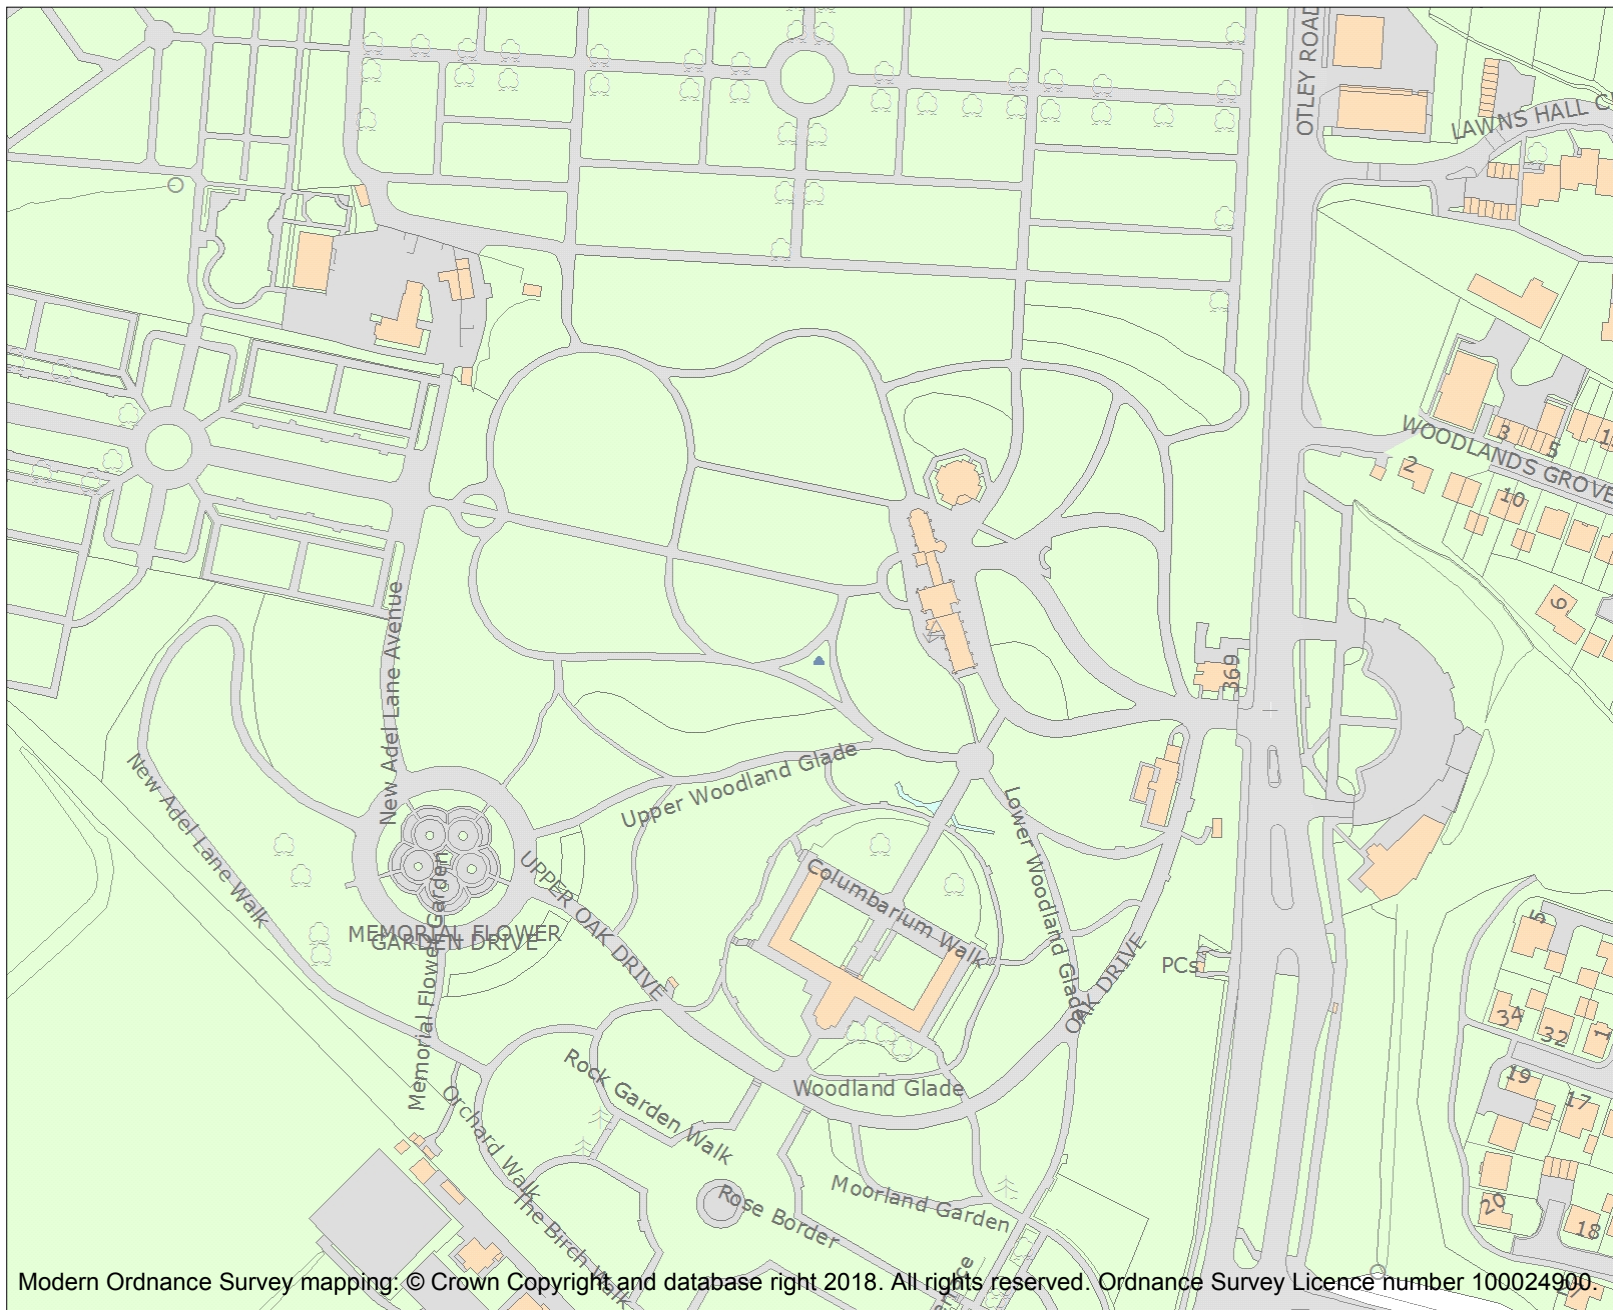 OTLEY ROAD
LAWNS HALL C
WOODLANDS GROVE
3
5
1
2
10
6
369
New Adel Lane Avenue
New Adel Lane Walk
Upper Woodland Glade
Lower Woodland Glade
UPPER OAK DRIVE
Columbarium Walk
MEMORIAL FLOWER
GARDEN DRIVE
Memorial Flower Garden
OAK DRIVE
PCs
5
34
32
1
19
17
20
18
Woodland Glade
Rock Garden Walk
Orchard Walk
Moorland Garden
Rose Border
The Birch Walk
Modern Ordnance Survey mapping: © Crown Copyright and database right 2018. All rights reserved. Ordnance Survey Licence number 100024900.